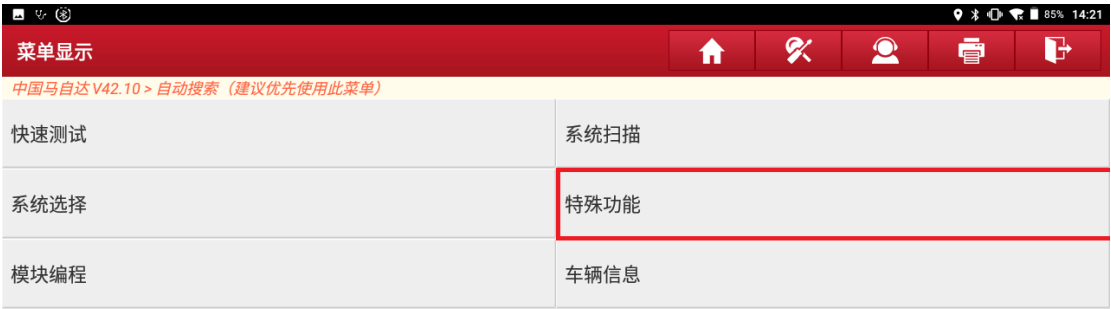 85% 14:21
菜单显示
中国马自达 V42.10 > 自动搜索（建议优先使用此菜单）
快速测试
系统扫描
系统选择
特殊功能
模块编程
车辆信息